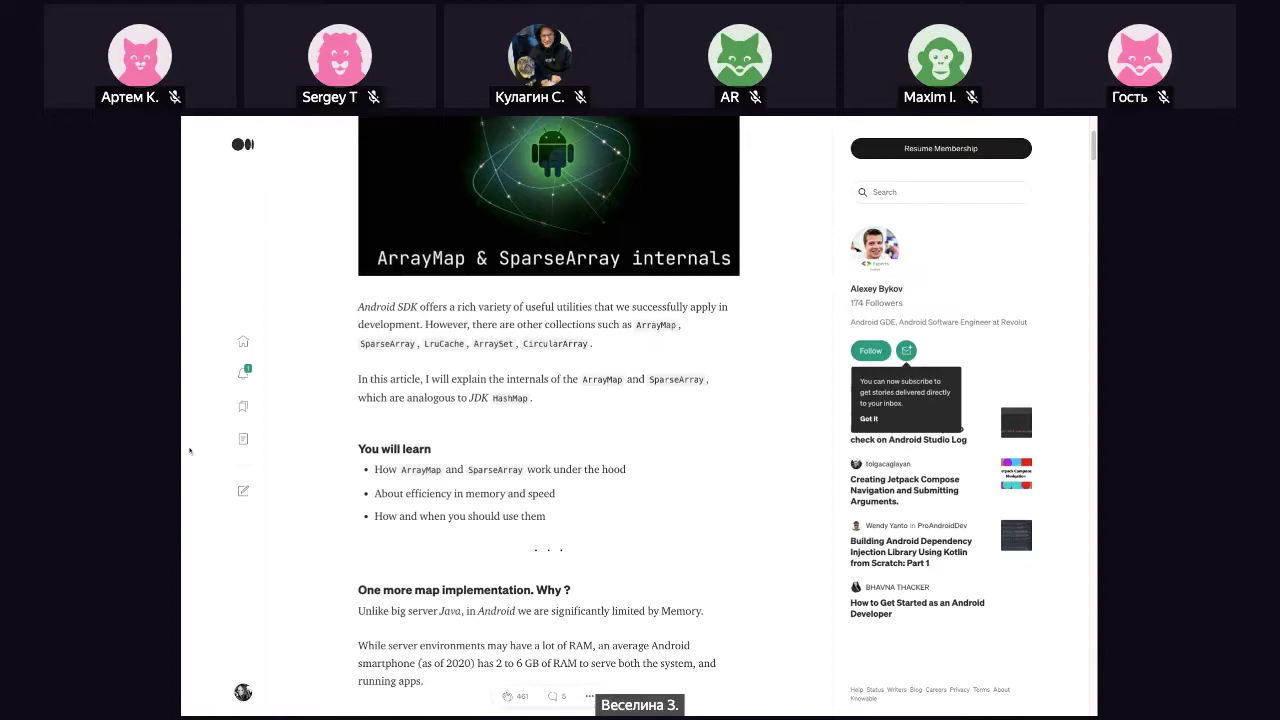 Артем К.
Sergey T
Кулагин С.
AR
Maxim I.
Гость
ArrayMap & SparseArray internals
Android SDK offers a rich variety of useful utilities that we successfully apply in
development. However, there are other collections such as ArrayMap,
SparseArray, LruCache, ArraySet, CircularArray.
In this article, I will explain the internals of the ArrayMap and SparseArray,
which are analogous to JDK HashMap.
You will learn
• How ArrayMap and SparseArray work under the hood
• About efficiency in memory and speed
• How and when you should use them
. . .
One more map implementation. Why ?
Unlike big server Java, in Android we are significantly limited by Memory.
While server environments may have a lot of RAM, an average Android
smartphone (as of 2020) has 2 to 6 GB of RAM to serve both the system, and
running apps.
461
5
Веселина З.
1
Resume Membership
Search
Experts
Alexey Bykov
174 Followers
Android GDE, Android Software Engineer at Revolut
Follow
You can now subscribe to
get stories delivered directly
to your inbox.
Got it
check on Android Studio Log
tolgacaglayan
Creating Jetpack Compose
Navigation and Submitting
Arguments.
Wendy Yanto in ProAndroidDev
Building Android Dependency
Injection Library Using Kotlin
from Scratch: Part 1
BHAVNA THACKER
How to Get Started as an Android
Developer
Help Status Writers Blog Careers Privacy Terms About
Knowable